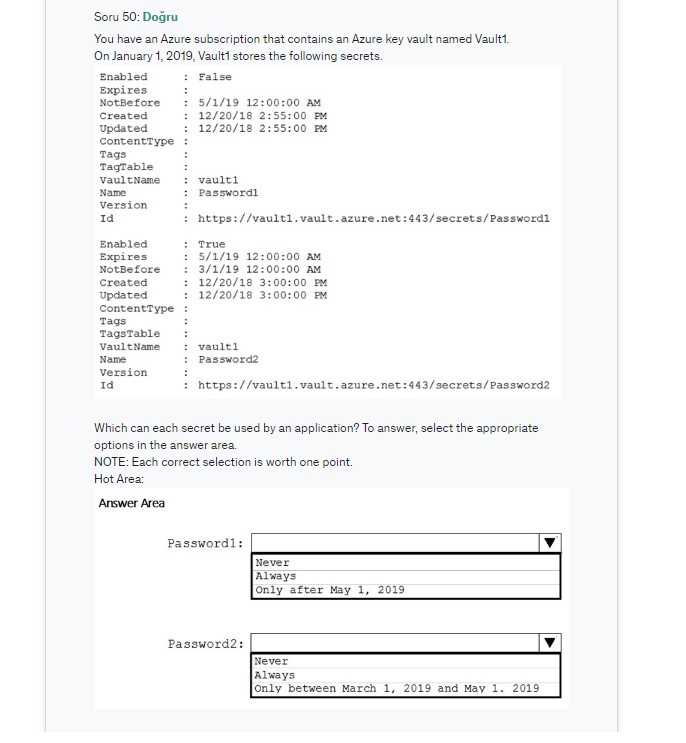 Soru 50: Doğru
You have an Azure subscription that contains an Azure key vault named Vault1.
On January 1, 2019, Vault1 stores the following secrets.
Enabled : False
Expires :
NotBefore : 5/1/19 12:00:00 AM
Created : 12/20/18 2:55:00 PM
Updated : 12/20/18 2:55:00 PM
ContentType :
Tags :
TagTable :
VaultName : vault1
Name : Password1
Version :
Id : https://vault1.vault.azure.net:443/secrets/Password1
Enabled : True
Expires : 5/1/19 12:00:00 AM
NotBefore : 3/1/19 12:00:00 AM
Created : 12/20/18 3:00:00 PM
Updated : 12/20/18 3:00:00 PM
ContentType :
Tags :
TagsTable :
VaultName : vault1
Name : Password2
Version :
Id : https://vault1.vault.azure.net:443/secrets/Password2
Which can each secret be used by an application? To answer, select the appropriate
options in the answer area.
NOTE: Each correct selection is worth one point.
Hot Area:
Answer Area
Password1:
Never
Always
Only after May 1, 2019
Password2:
Never
Always
Only between March 1, 2019 and May 1. 2019